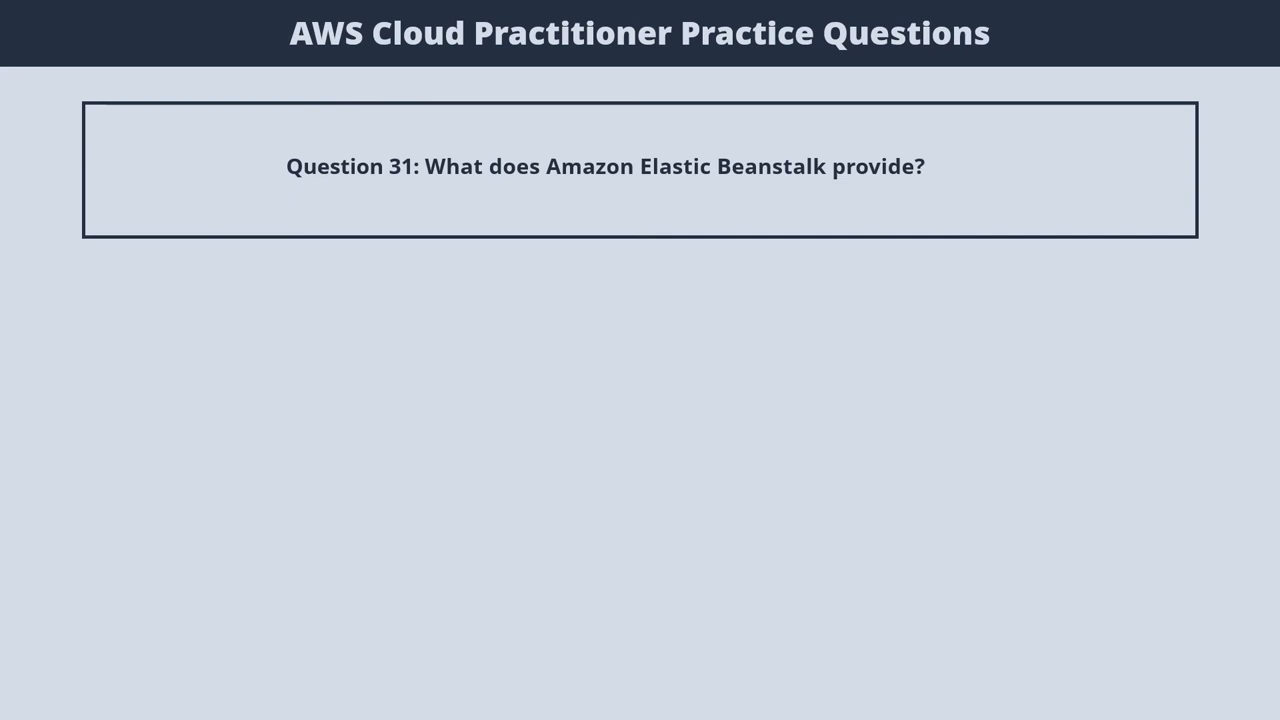 AWS Cloud Practitioner Practice Questions
Question 31: What does Amazon Elastic Beanstalk provide?